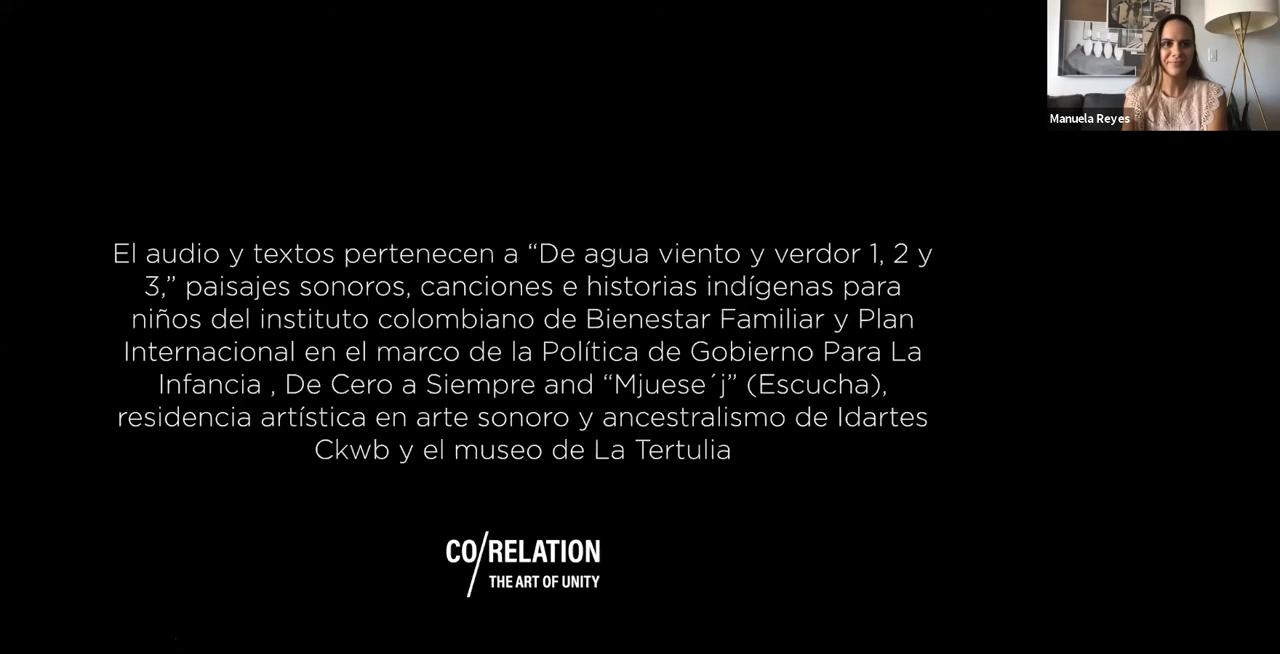 Manuela Reyes
El audio y textos pertenecen a “De agua viento y verdor 1, 2 y
3,” paisajes sonoros, canciones e historias indígenas para
niños del instituto colombiano de Bienestar Familiar y Plan
Internacional en el marco de la Política de Gobierno Para La
Infancia , De Cero a Siempre and “Mjuese´j” (Escucha),
residencia artística en arte sonoro y ancestralismo de Idartes
Ckwb y el museo de La Tertulia
CO/RELATION
THE ART OF UNITY